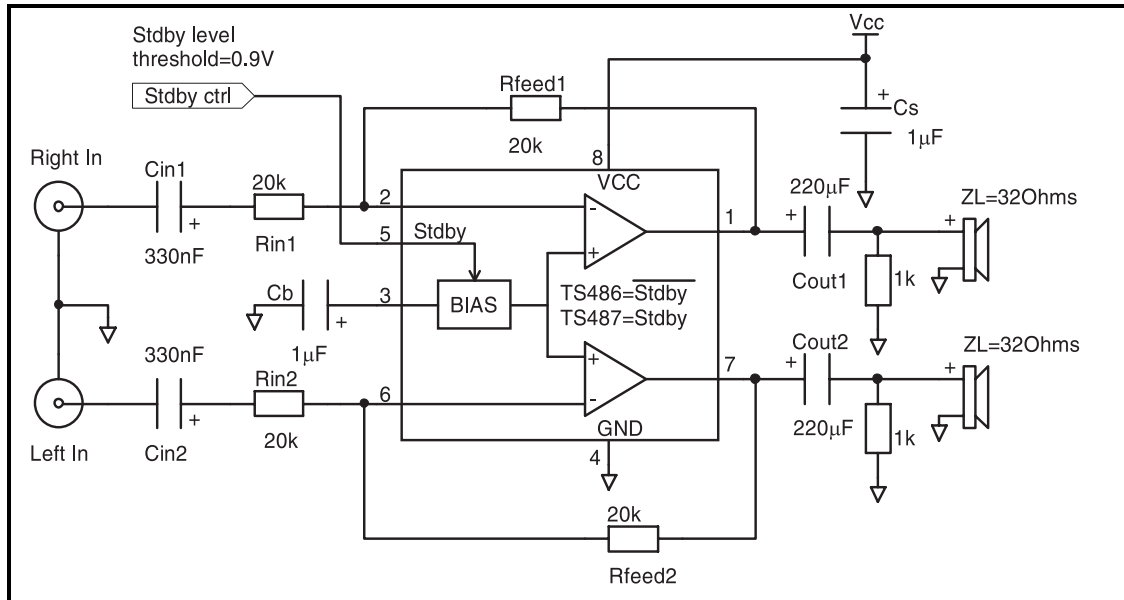 Stdby level
threshold=0.9V
Stdby ctrl
Vcc
Rfeed1
20k
+
Cs
1µF
Right In
Cin1
20k
+
330nF
Rin1
2
8
VCC
-
+
1
220µF
+
Cout1
1k
ZL=32Ohms
+
5
Stdby
Cb
3
+
1µF
BIAS
TS486=Stdby
TS487=Stdby
330nF
Cin2
+
Left In
Rin2
20k
6
+
-
7
GND
4
Cout2
+
220µF
1k
ZL=32Ohms
+
20k
Rfeed2